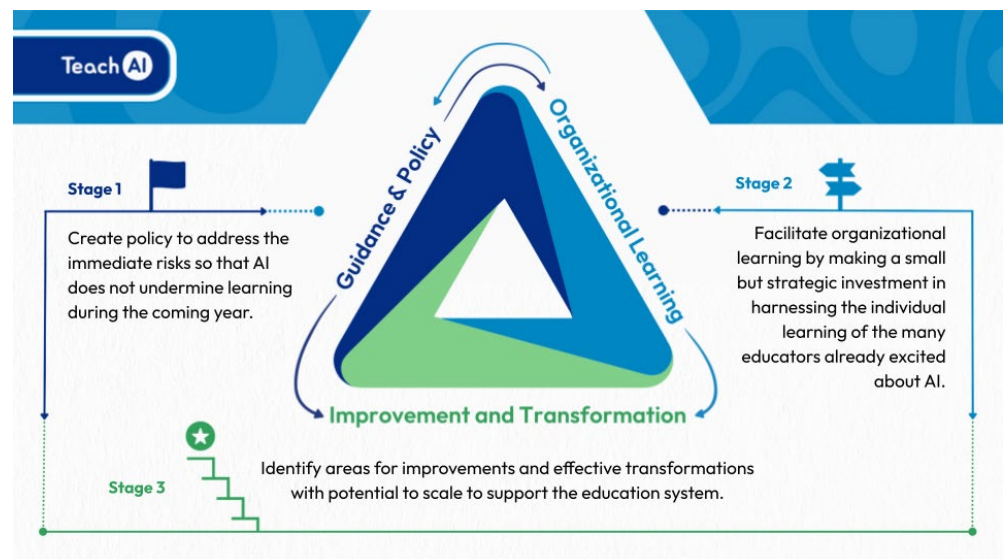 Teach AI
Guidance & Policy
Organizational Learning
Stage 1
Create policy to address the
immediate risks so that AI
does not undermine learning
during the coming year.
Stage 2
Facilitate organizational
learning by making a small
but strategic investment in
harnessing the individual
learning of the many
educators already excited
about AI.
Improvement and Transformation
Stage 3
Identify areas for improvements and effective transformations
with potential to scale to support the education system.